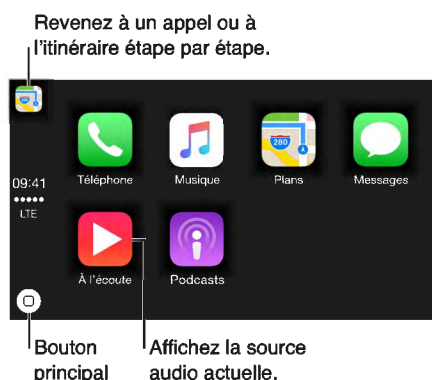 Revenez à un appel ou à
l'itinéraire étape par étape.
280
09:41
LTE
Téléphone
Musique
Plans
Messages
À l'écoute
Podcasts
Bouton
principal
Affichez la source
audio actuelle.